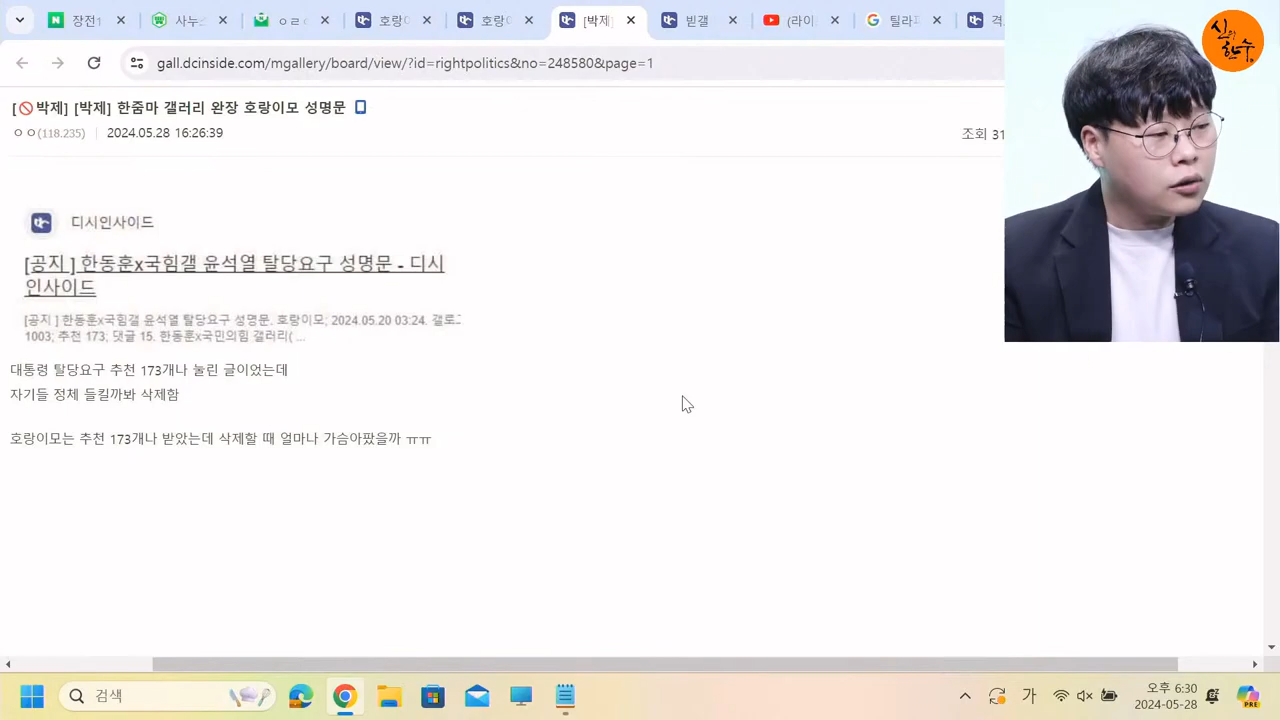 장전1
사누스
ㅇㄹㄷ
호랑이
호랑이
[박제]
빋갤
(라이
틸라피
격
gall.dcinside.com/mgallery/board/view/?id=rightpolitics&no=248580&page=1
신의한수
[🚫박제] [박제] 한줌마 갤러리 완장 호랑이모 성명문
ㅇㅇ(118.235) 2024.05.28 16:26:39
조회 31
디시인사이드
[공지 ] 한동훈x국힘갤 윤석열 탈당요구 성명문 - 디시
인사이드
[공지 ] 한동훈x국힘갤 윤석열 탈당요구 성명문. 호랑이모; 2024.05.20 03:24. 갤로그
1003; 추천 173; 댓글 15. 한동훈x국민의힘 갤러리( ...
대통령 탈당요구 추천 173개나 눌린 글이었는데
자기들 정체 들킬까봐 삭제함
호랑이모는 추천 173개나 받았는데 삭제할 때 얼마나 가슴아팠을까 ㅠㅠ
검색
가
오후 6:30
2024-05-28
PRE